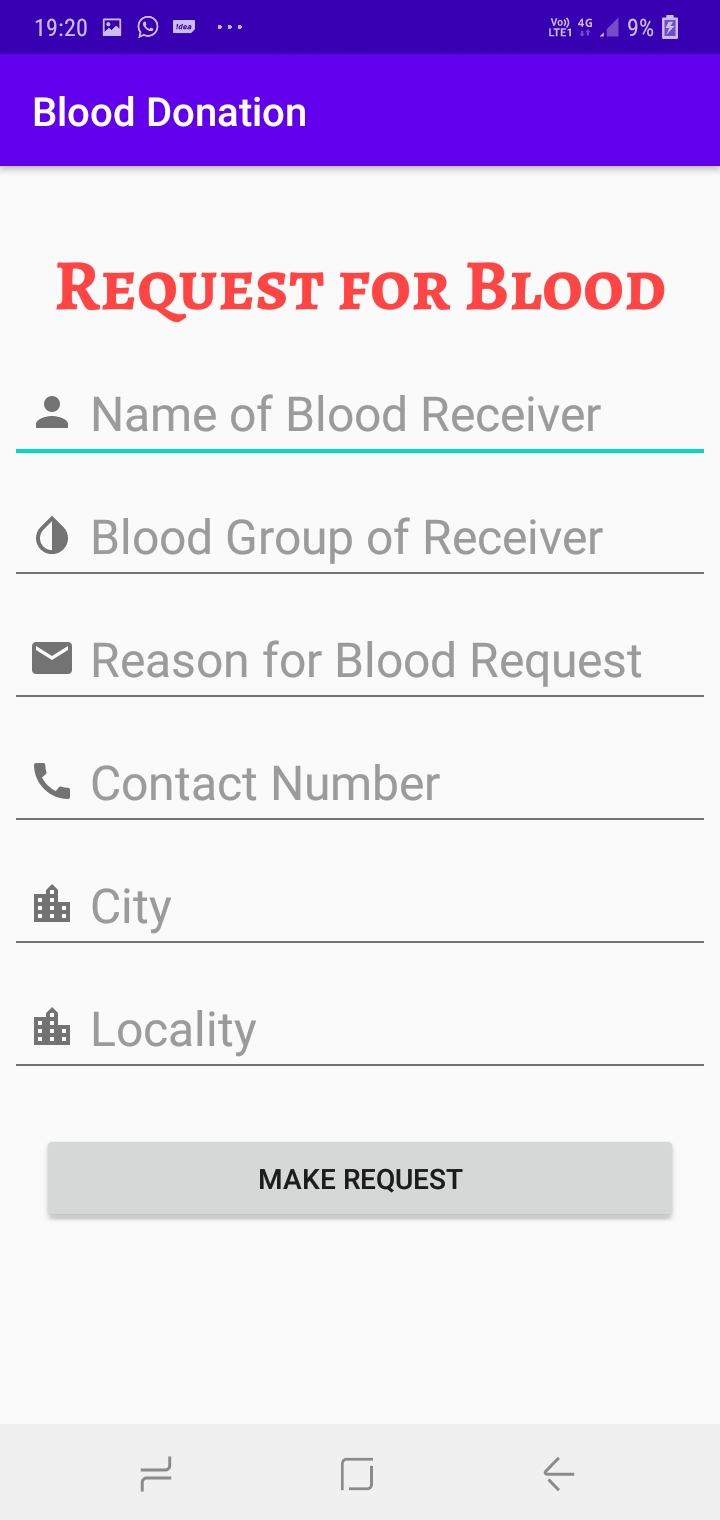 19:20 !dea Vo)) LTE1 4G 9%
Blood Donation
Request for Blood
Name of Blood Receiver
Blood Group of Receiver
Reason for Blood Request
Contact Number
City
Locality
MAKE REQUEST